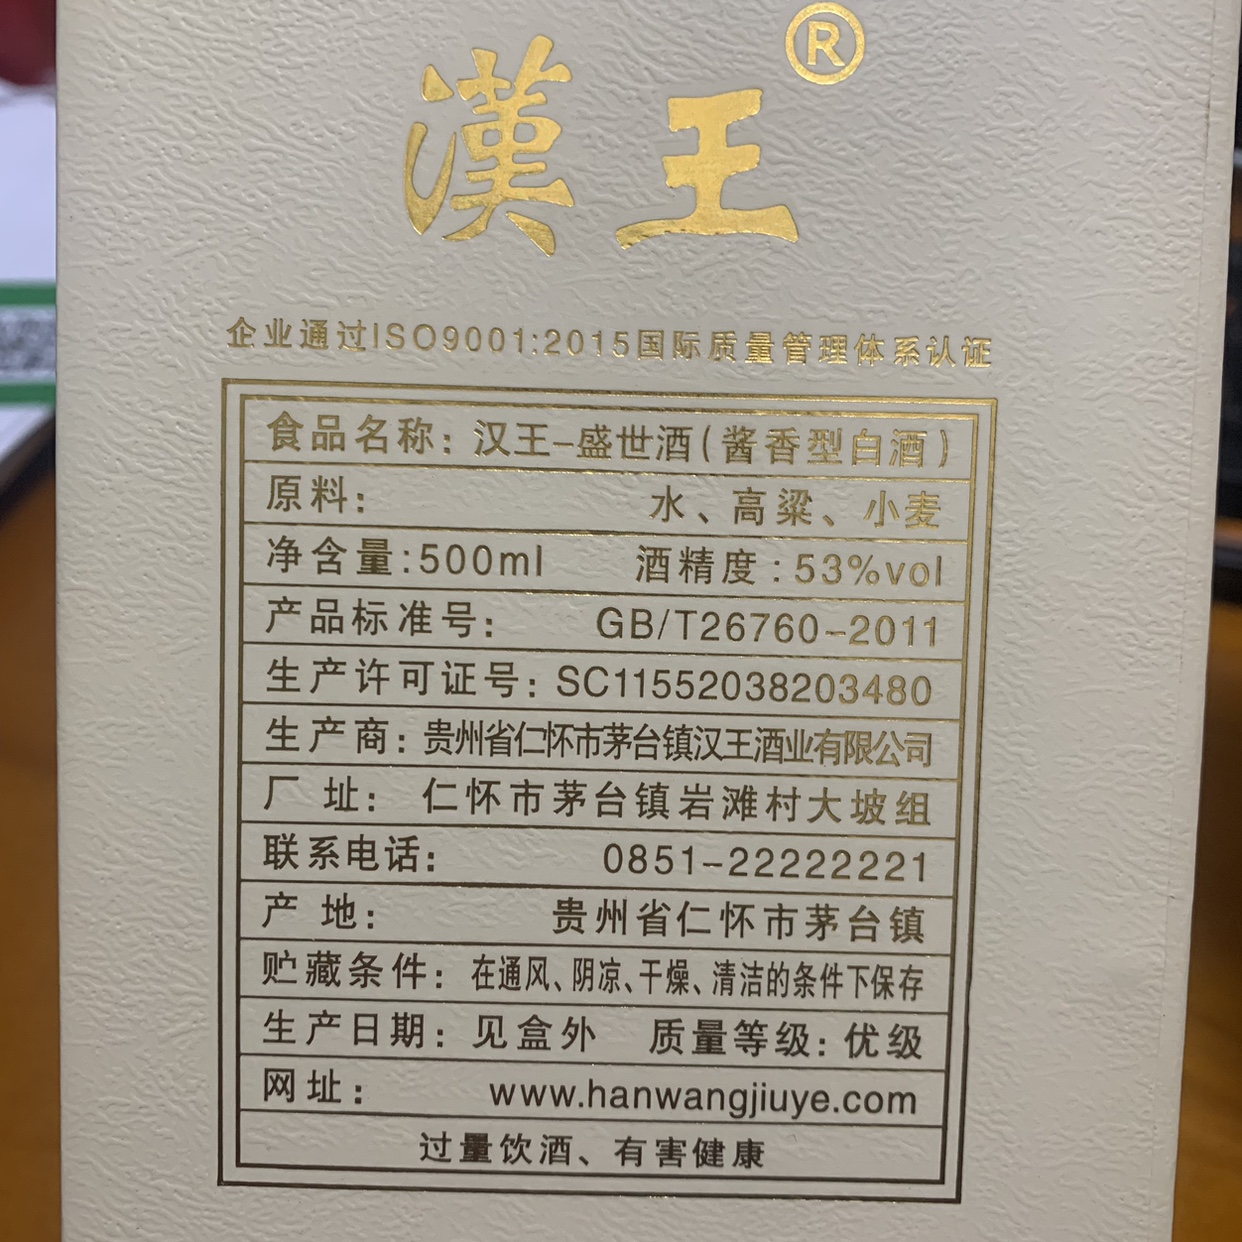 漢王®
企业通过ISO9001:2015国际质量管理体系认证
食品名称：汉王-盛世酒（酱香型白酒）
原料： 水、高粱、小麦
净含量:500ml 酒精度:53%vol
产品标准号： GB/T26760-2011
生产许可证号：SC11552038203480
生产商：贵州省仁怀市茅台镇汉王酒业有限公司
厂 址： 仁怀市茅台镇岩滩村大坡组
联系电话： 0851-22222221
产 地： 贵州省仁怀市茅台镇
贮藏条件：在通风、阴凉、干燥、清洁的条件下保存
生产日期：见盒外 质量等级：优级
网址： www.hanwangjiuye.com
过量饮酒、有害健康